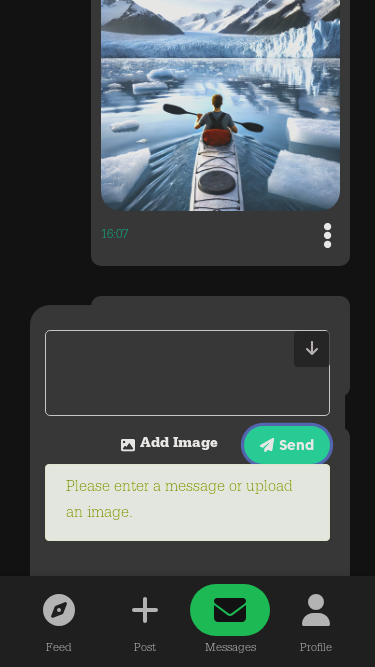 16:07
Add Image
Send
Please enter a message or upload
an image.
Feed
Post
Messages
Profile